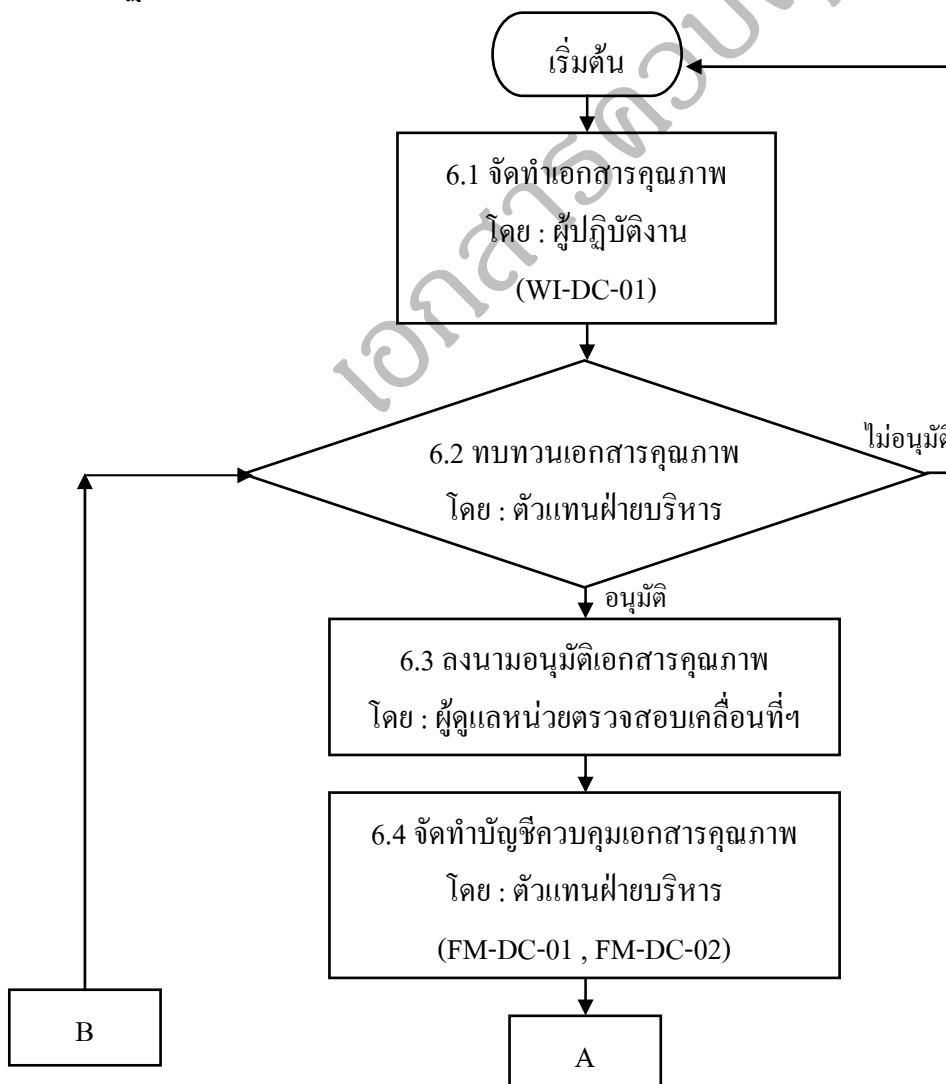 เริ่มต้น
6.1 จัดทำเอกสารคุณภาพ
โดย : ผู้ปฏิบัติงาน
(WI-DC-01)
6.2 ทบทวนเอกสารคุณภาพ
โดย : ตัวแทนฝ่ายบริหาร
ไม่อนุมัติ
อนุมัติ
6.3 ลงนามอนุมัติเอกสารคุณภาพ
โดย : ผู้ดูแลหน่วยตรวจสอบเคลื่อนที่ฯ
6.4 จัดทำบัญชีควบคุมเอกสารคุณภาพ
โดย : ตัวแทนฝ่ายบริหาร
(FM-DC-01 , FM-DC-02)
B
A
เอกสารควบ